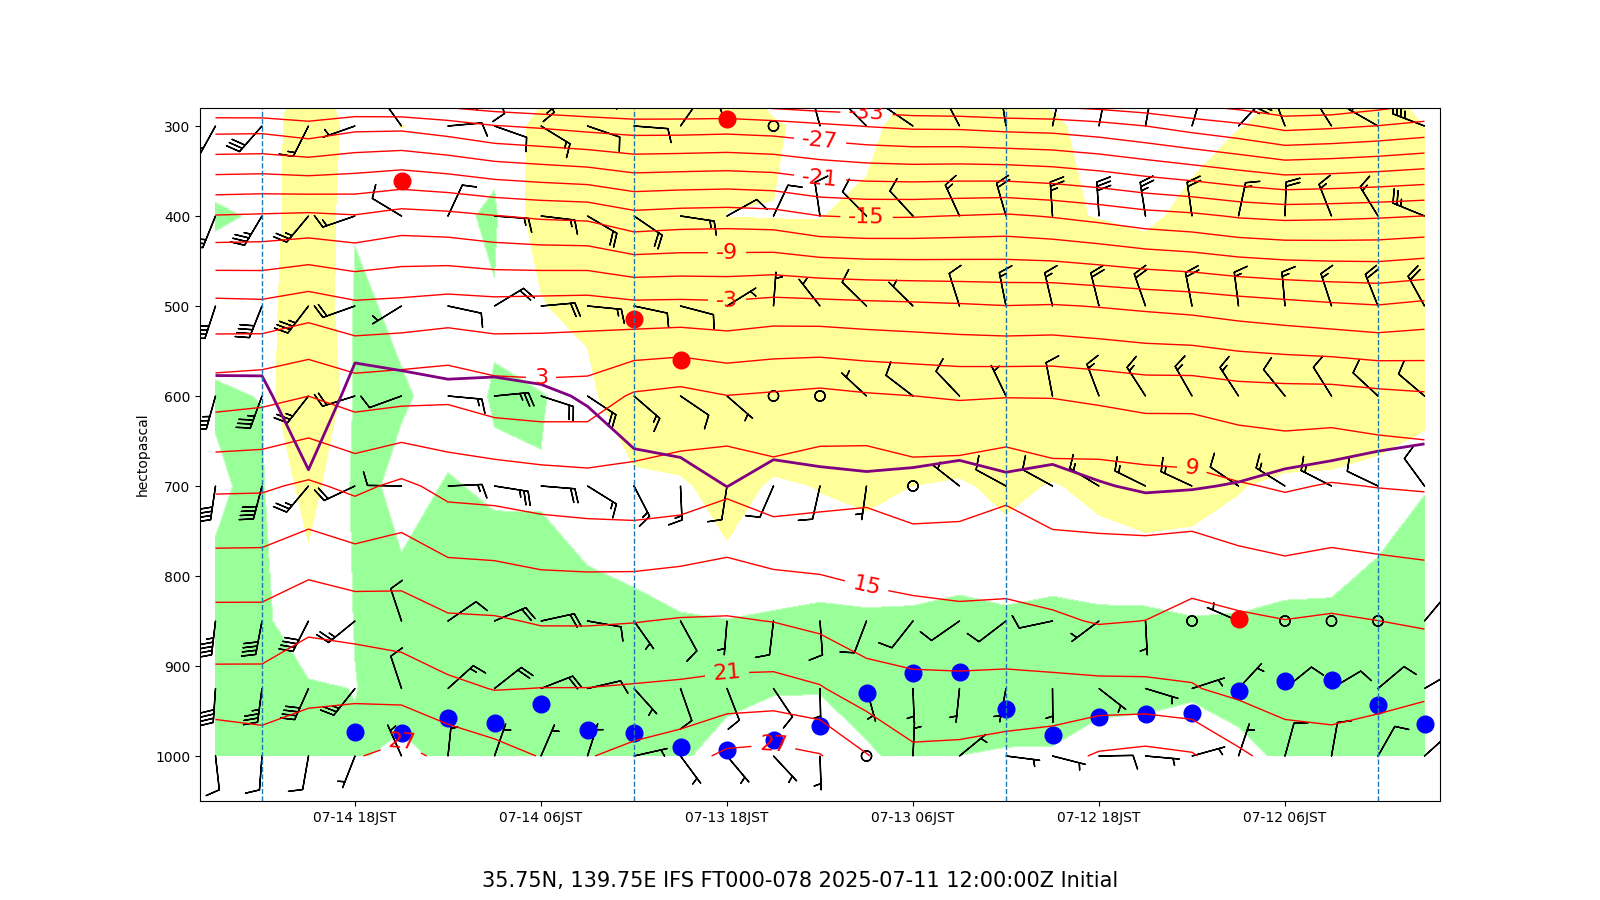 hectopascal
300
400
500
600
700
800
900
1000
-33
-27
-21
-15
-9
-3
3
9
15
21
27
27
07-14 18JST
07-14 06JST
07-13 18JST
07-13 06JST
07-12 18JST
07-12 06JST
35.75N, 139.75E IFS FT000-078 2025-07-11 12:00:00Z Initial